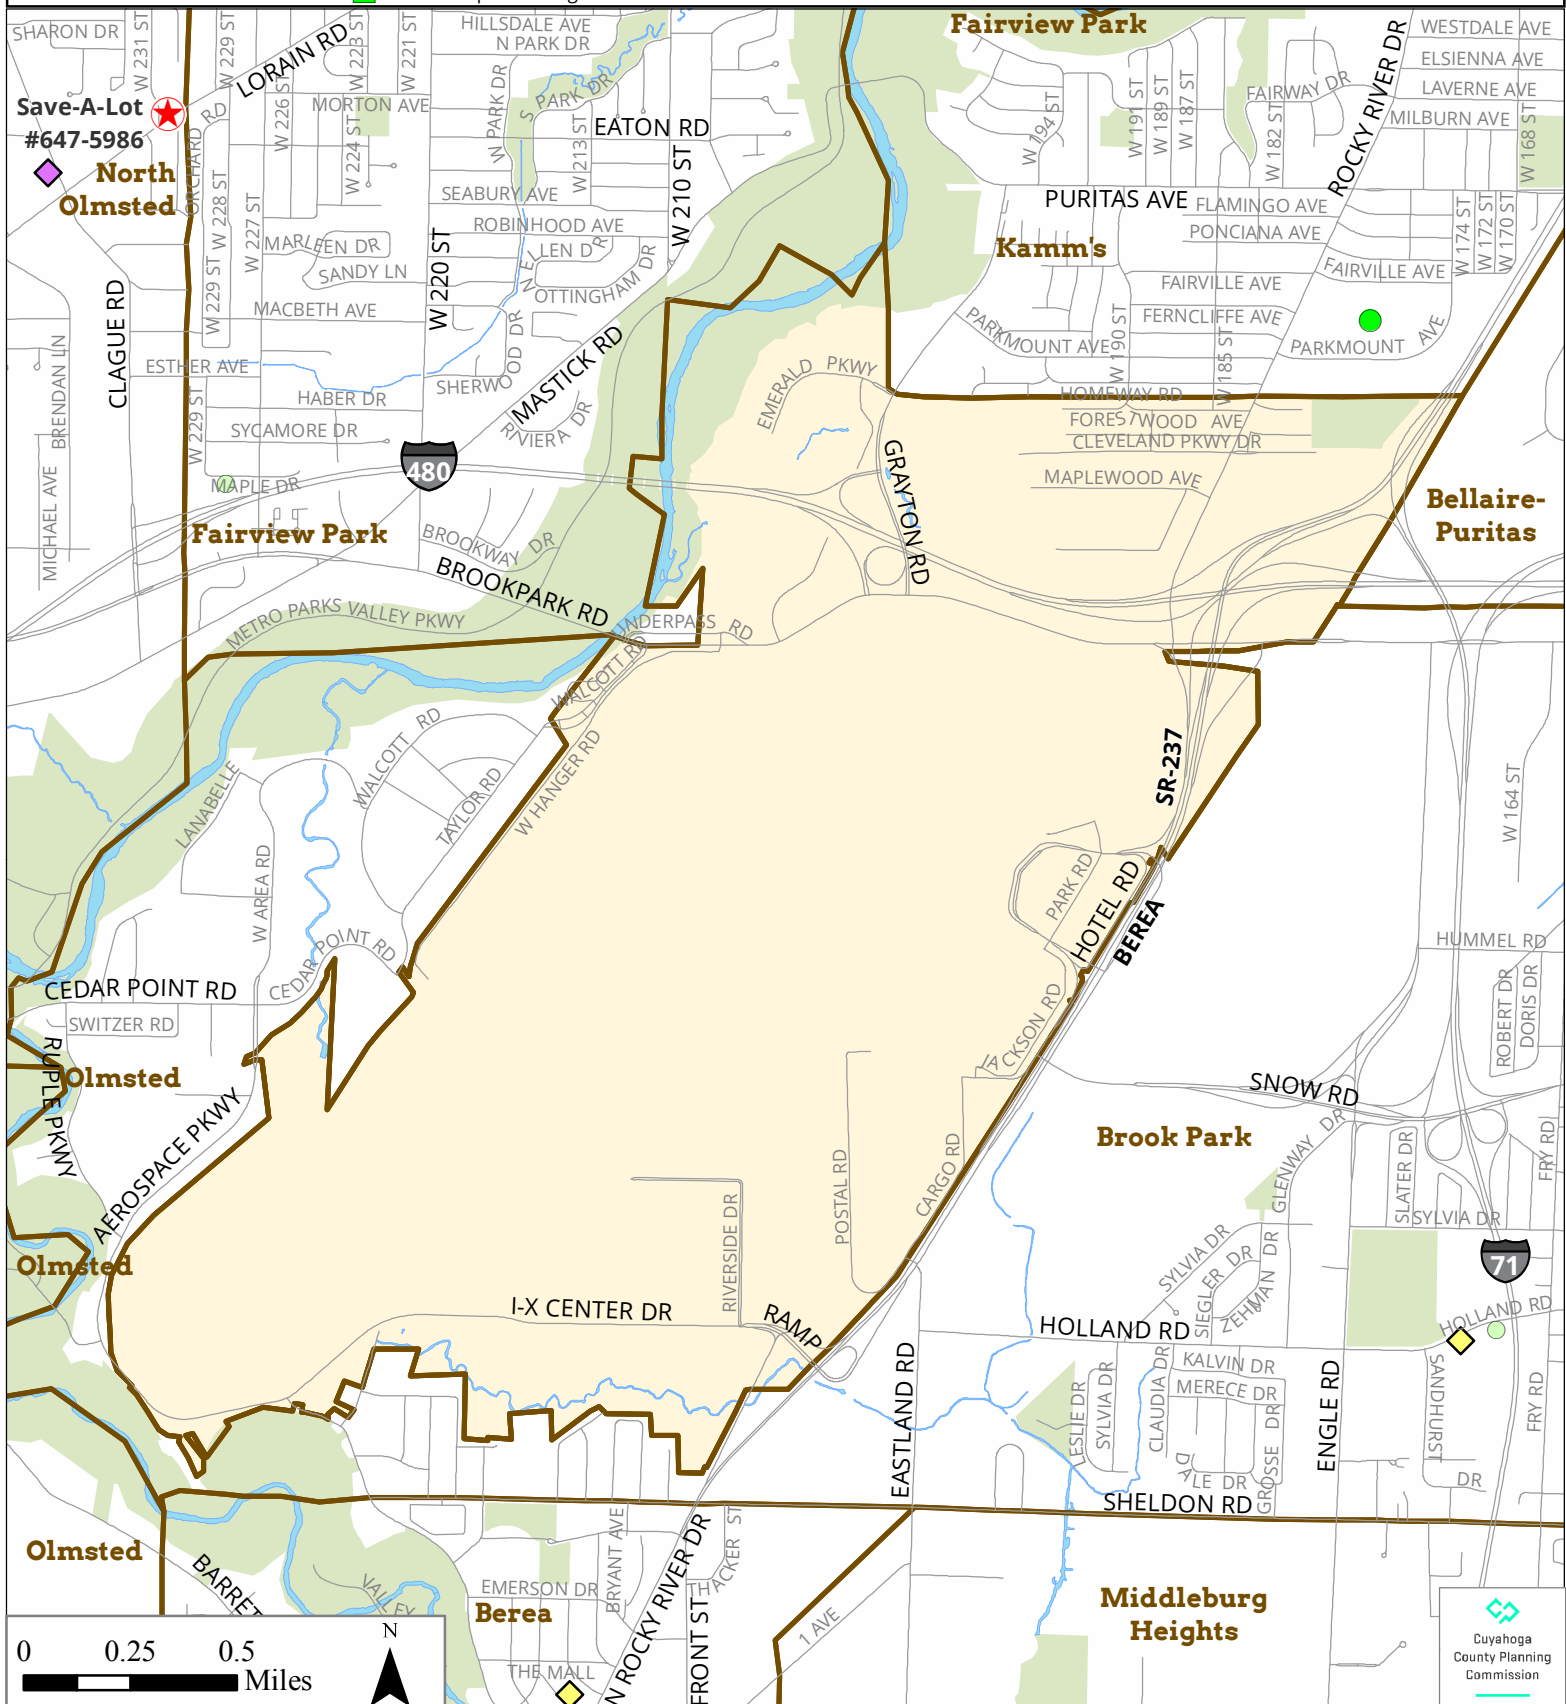 SHARON DR
W 231 ST
W 229 ST
LORAIN RD
W 223 ST
W 221 ST
HILLSDALE AVE
N PARK DR
Fairview Park
WESTDALE AVE
ELSIENNA AVE
LAVERNE AVE
MILBURN AVE
ROCKY RIVER DR
FAIRWAY DR
W 168 ST
Save-A-Lot
#647-5986
North
Olmsted
ORCHARD RD
W 226 ST
MORTON AVE
W 224 ST
W PARK DR
S PARK DR
EATON RD
W 213 ST
W 210 ST
W 194 ST
W 191 ST
W 189 ST
W 187 ST
W 182 ST
SEABURY AVE
ROBINHOOD AVE
PURITAS AVE
FLAMINGO AVE
PONCIANA AVE
W 174 ST
W 172 ST
W 170 ST
W 228 ST
W 227 ST
MARLEEN DR
SANDY LN
W 220 ST
N ELLEN DR
OTTINGHAM DR
Kamm's
FAIRVILLE AVE
FAIRVILLE AVE
W 229 ST
MACBETH AVE
CLAGUE RD
BRENDAN LN
ESTHER AVE
SHERWOOD DR
MASTICK RD
EMERALD PKWY
PARKMOUNT AVE
W 190 ST
FERNCLIFFE AVE
W 185 ST
PARKMOUNT AVE
HABER DR
W 229 ST
SYCAMORE DR
RIVIERA DR
HOMEWAY RD
FORESTWOOD AVE
CLEVELAND PKWY DR
MAPLEWOOD AVE
GRAYTON RD
480
MAPLE DR
MICHAEL AVE
Fairview Park
BROOKWAY DR
BROOKPARK RD
Bellaire-
Puritas
METRO PARKS VALLEY PKWY
UNDERPASS RD
WALCOTT RD
WALCOTT RD
W HANGER RD
TAYLOR RD
LANABELLE
SR-237
W 164 ST
W AREA RD
PARK RD
HOTEL RD
BEREA
CEDAR POINT RD
CEDAR POINT RD
SWITZER RD
HUMMEL RD
ROBERT DR
DORIS DR
JACKSON RD
RUPLE PKWY
Olmsted
AEROSPACE PKWY
SNOW RD
Brook Park
GLENWAY DR
SLATER DR
FRY RD
POSTAL RD
CARGO RD
RIVERSIDE DR
SYLVIA DR
SYLVIA DR
Olmsted
SIEGLER DR
ZEHMAN DR
71
I-X CENTER DR
RAMP
HOLLAND RD
HOLLAND RD
EASTLAND RD
KALVIN DR
MERECE DR
CLAUDIA DR
LESLIE DR
SYLVIA DR
ENGLE RD
SANDHURST DR
FRY RD
DALE DR
GROSSE DR
SHELDON RD
Olmsted
BARRET
VALLEY
BRYANT AVE
THACKER ST
EMERSON DR
Berea
N ROCKY RIVER DR
FRONT ST
1 AVE
THE MALL
Middleburg
Heights
0 0.25 0.5
Miles
N
Cuyahoga
County Planning
Commission